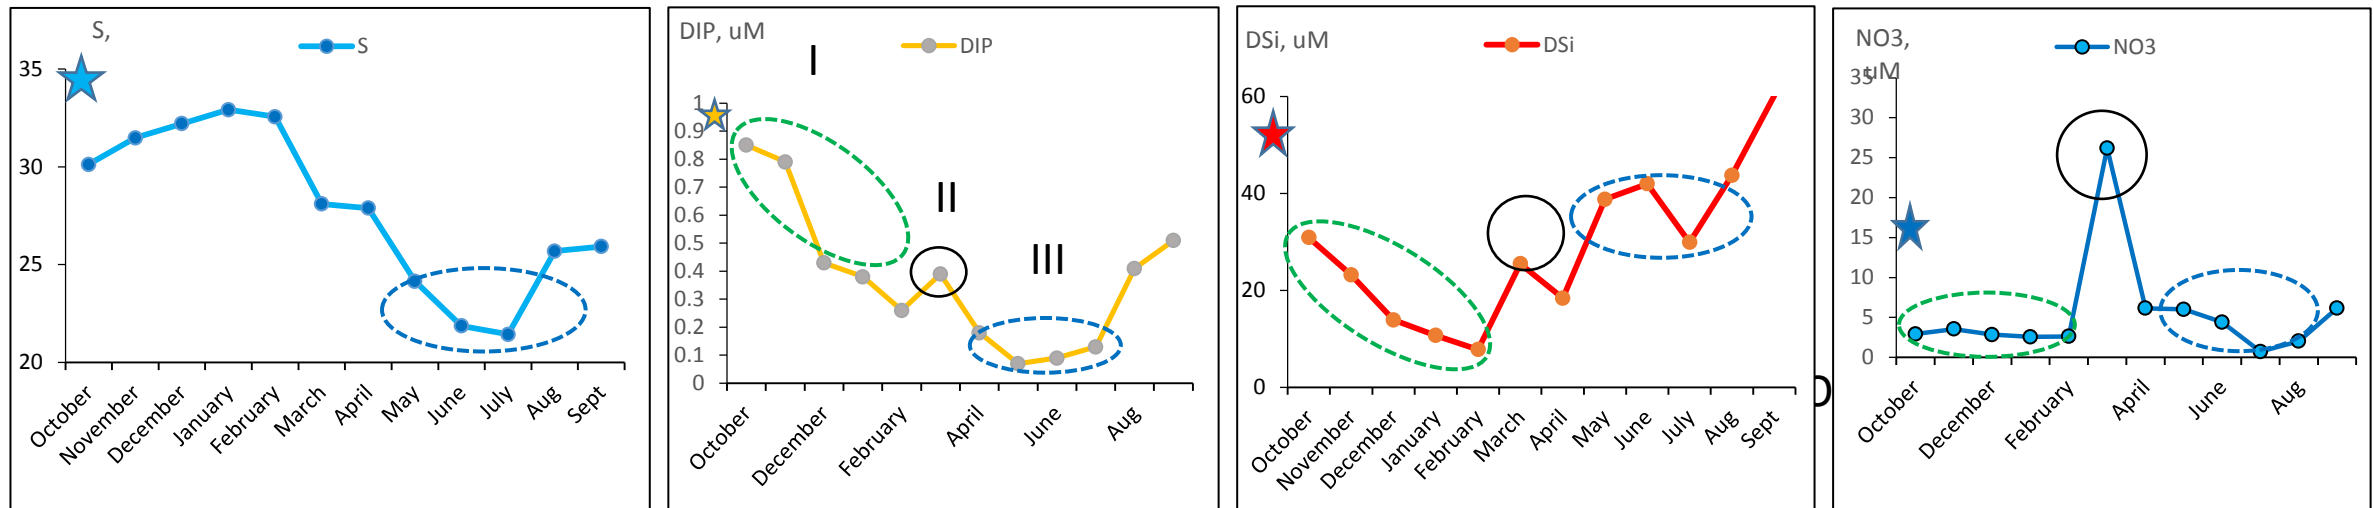 S,
S
35
30
25
20
October
November
December
January
February
March
April
May
June
July
Aug
Sept
DIP, uM
DIP
I
II
III
1
0.9
0.8
0.7
0.6
0.5
0.4
0.3
0.2
0.1
0
October
December
February
April
June
Aug
DSi, uM
DSi
60
40
20
0
October
November
December
January
February
March
April
May
June
July
Aug
Sept
NO3,
uM
NO3
35
30
25
20
15
10
5
0
October
December
February
April
June
Aug